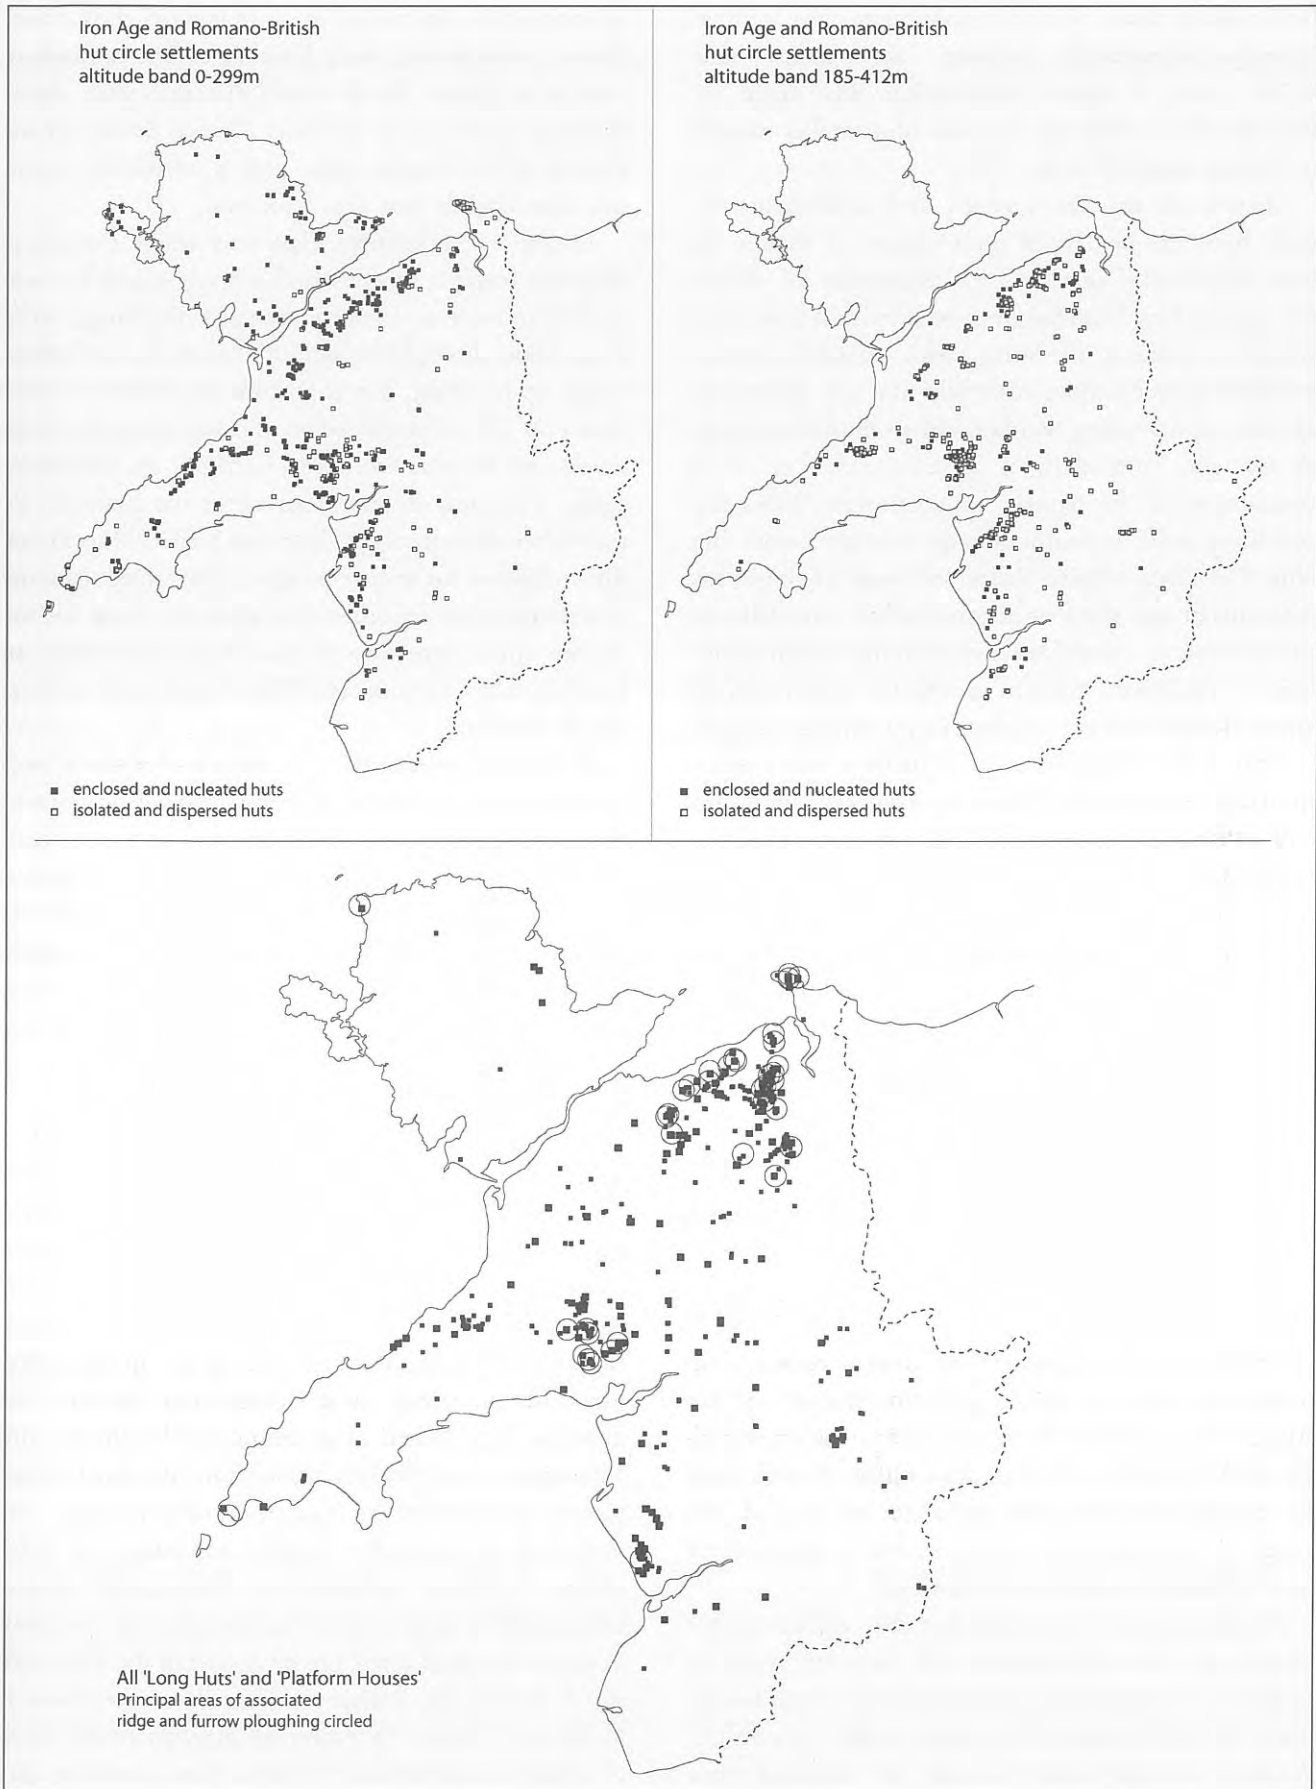 Iron Age and Romano-British
hut circle settlements
altitude band 0-299m
■ enclosed and nucleated huts
□ isolated and dispersed huts
Iron Age and Romano-British
hut circle settlements
altitude band 185-412m
■ enclosed and nucleated huts
□ isolated and dispersed huts
All 'Long Huts' and 'Platform Houses'
Principal areas of associated
ridge and furrow ploughing circled